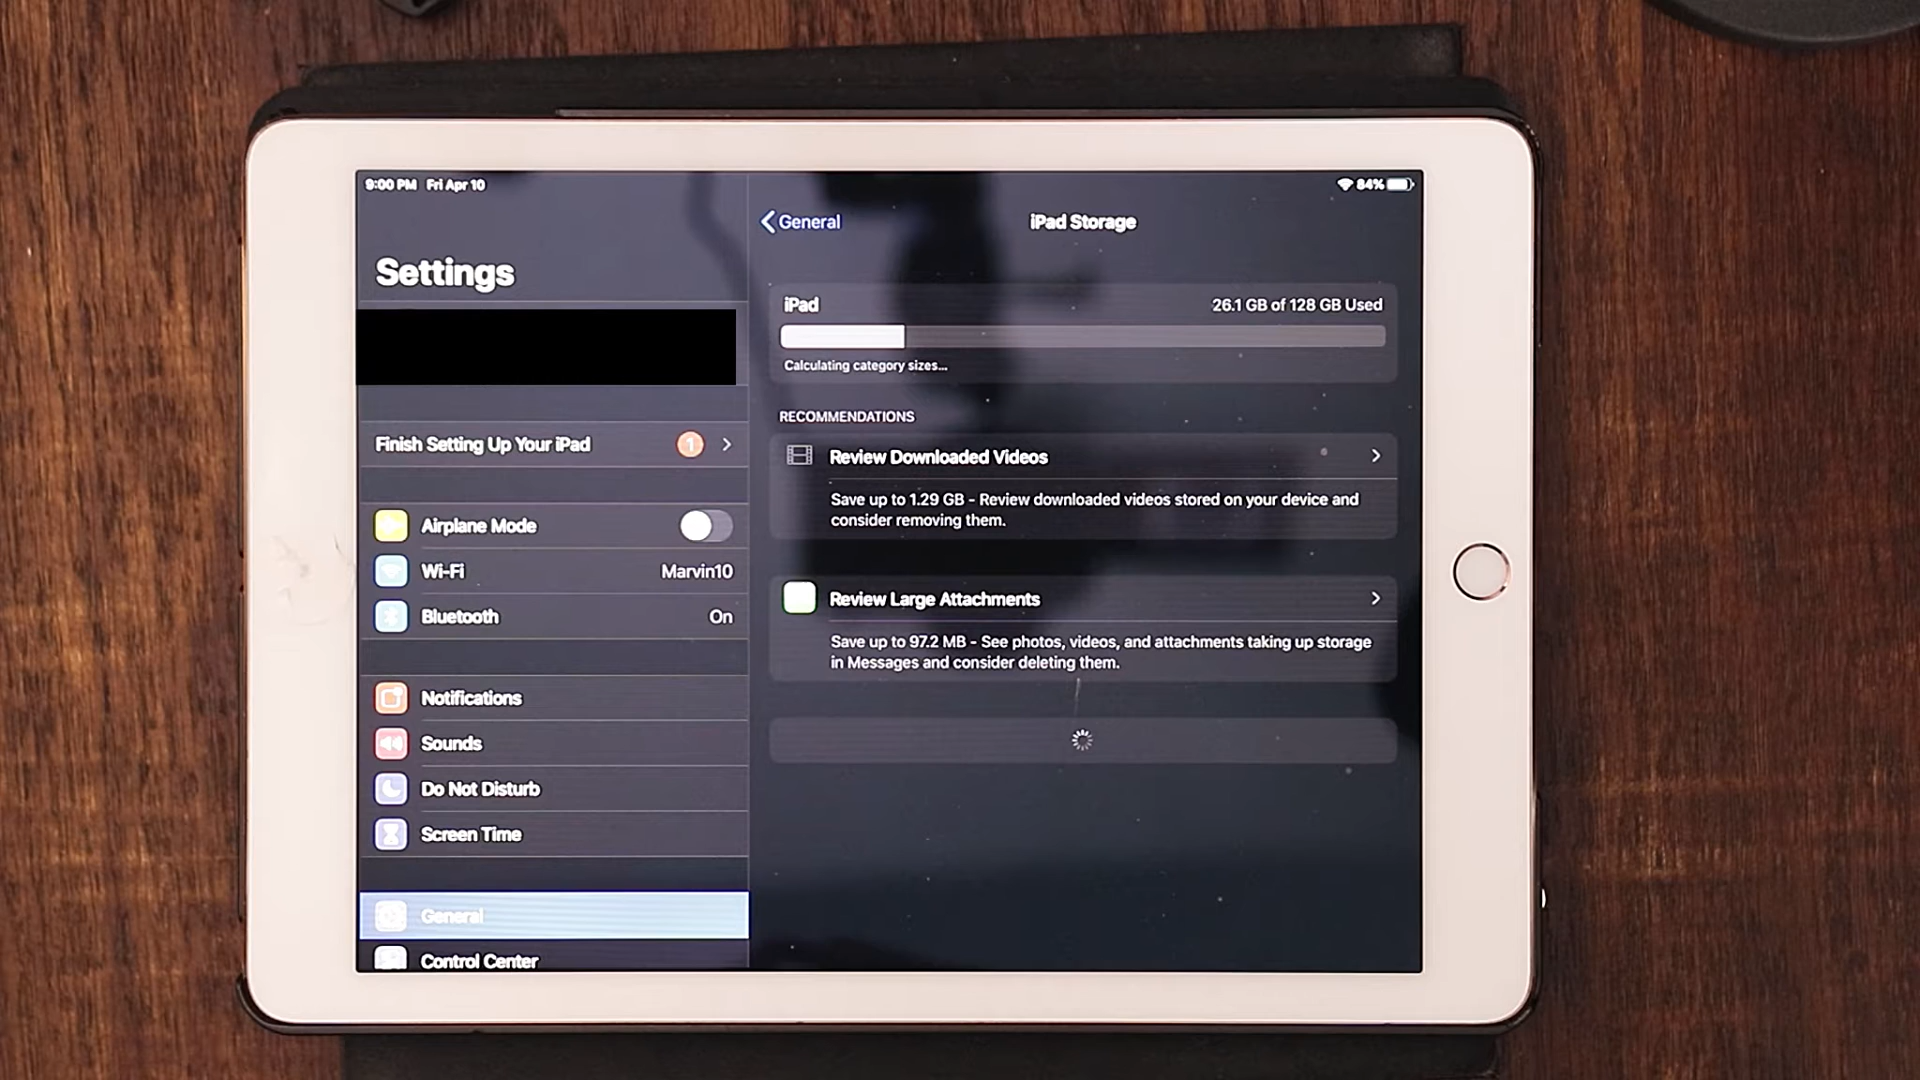 9:00 PM Fri Apr 10
84%
Settings
Finish Setting Up Your iPad 1
Airplane Mode
Wi-Fi Marvin10
Bluetooth On
Notifications
Sounds
Do Not Disturb
Screen Time
General
Control Center
General
iPad Storage
iPad 26.1 GB of 128 GB Used
Calculating category sizes...
RECOMMENDATIONS
Review Downloaded Videos
Save up to 1.29 GB - Review downloaded videos stored on your device and
consider removing them.
Review Large Attachments
Save up to 97.2 MB - See photos, videos, and attachments taking up storage
in Messages and consider deleting them.